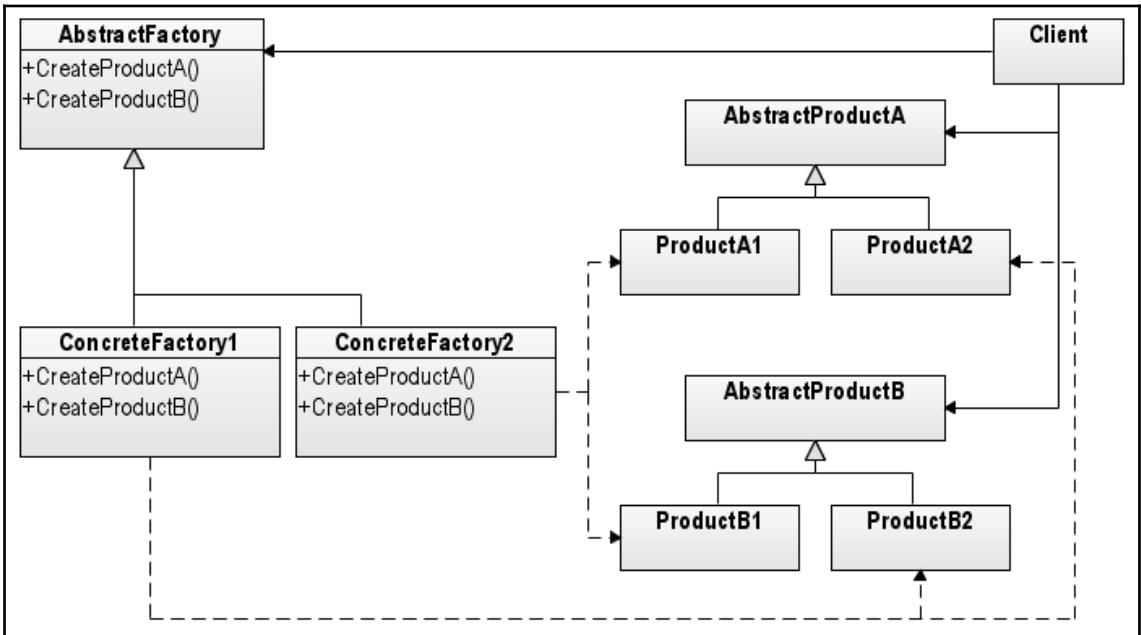 AbstractFactory
+CreateProductA()
+CreateProductB()
Client
AbstractProductA
ProductA1
ProductA2
ConcreteFactory1
+CreateProductA()
+CreateProductB()
ConcreteFactory2
+CreateProductA()
+CreateProductB()
AbstractProductB
ProductB1
ProductB2